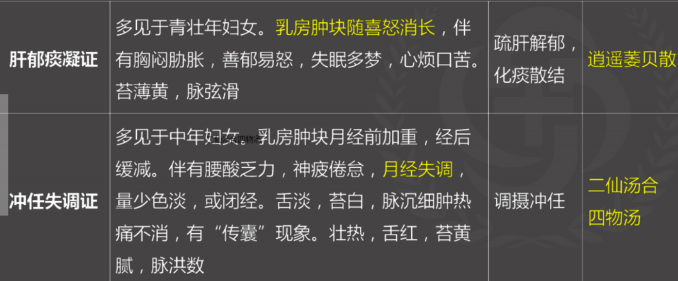 多见于青壮年妇女。乳房肿块随喜怒消长，伴
肝郁痰凝证
有胸闷胁胀，善郁易怒，失眠多梦，心烦口苦。
苔薄黄，脉弦滑
疏肝解郁，
化痰散结
逍遥蒌贝散
多见于中年妇女。乳房肿块月经前加重，经后
缓减。伴有腰酸乏力，神疲倦怠，月经失调，
冲任失调证
量少色淡，或闭经。舌淡，苔白，脉沉细肿热
痛不消，有“传囊”现象。壮热，舌红，苔黄
腻，脉洪数
调摄冲任
二仙汤合
四物汤